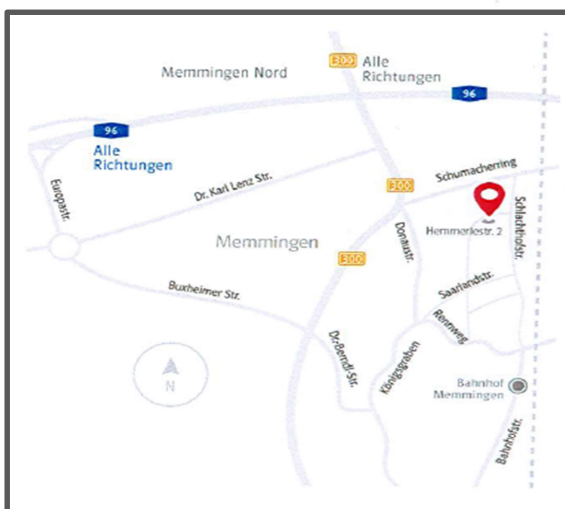 300
Alle
Richtungen
Memmingen Nord
96
96
Alle
Richtungen
Schumacherring
Dr. Karl Lenz Str.
300
Europastr.
Schlachthofstr.
Hemmerlestr. 2
Donaustr.
Memmingen
300
Saarlandstr.
Buxheimer Str.
Rennweg
Dr-Berndl-Str.
Königsgraben
N
Bahnhof
Memmingen
Bahnhofstr.